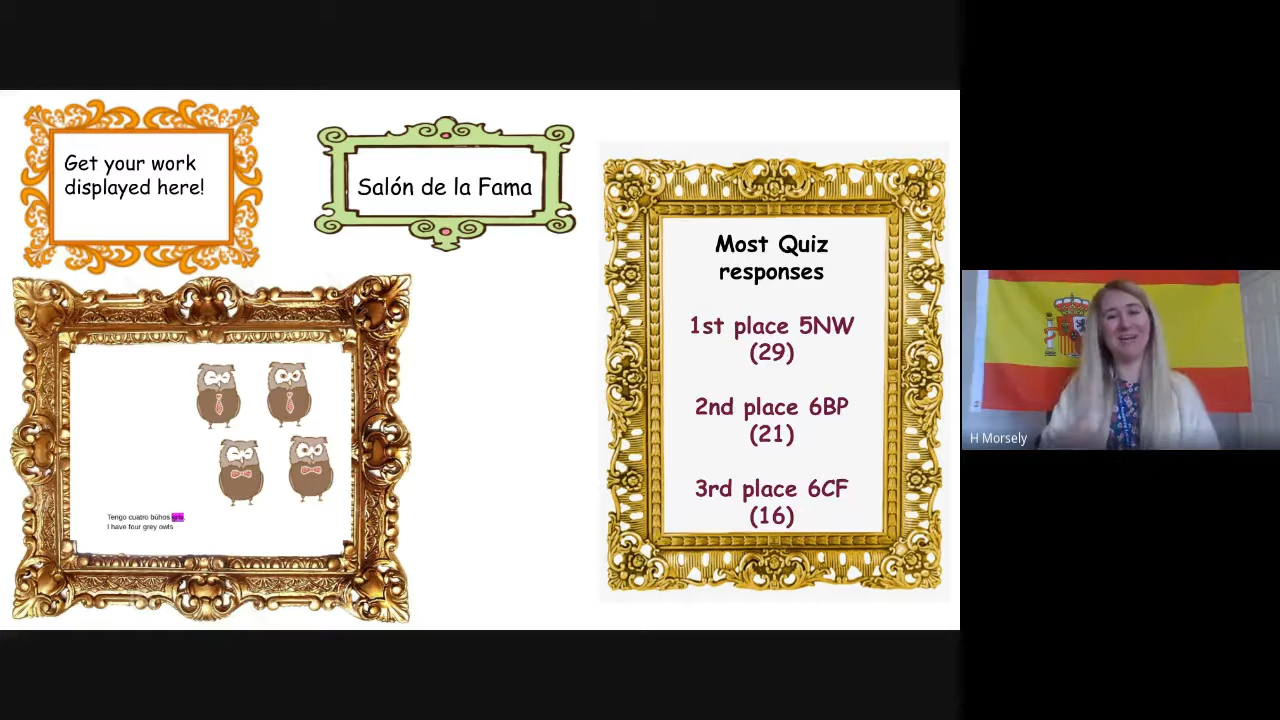 Get your work
displayed here!
Salón de la Fama
Most Quiz
responses
1st place 5NW
(29)
2nd place 6BP
(21)
3rd place 6CF
(16)
Tengo cuatro búhos gris.
I have four grey owls
H Morsely